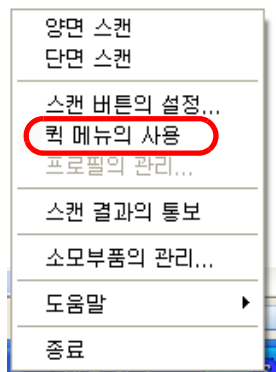 양면 스캔
단면 스캔
스캔 버튼의 설정...
퀵 메뉴의 사용
프로필의 관리...
스캔 결과의 통보
소모부품의 관리...
도움말
종료